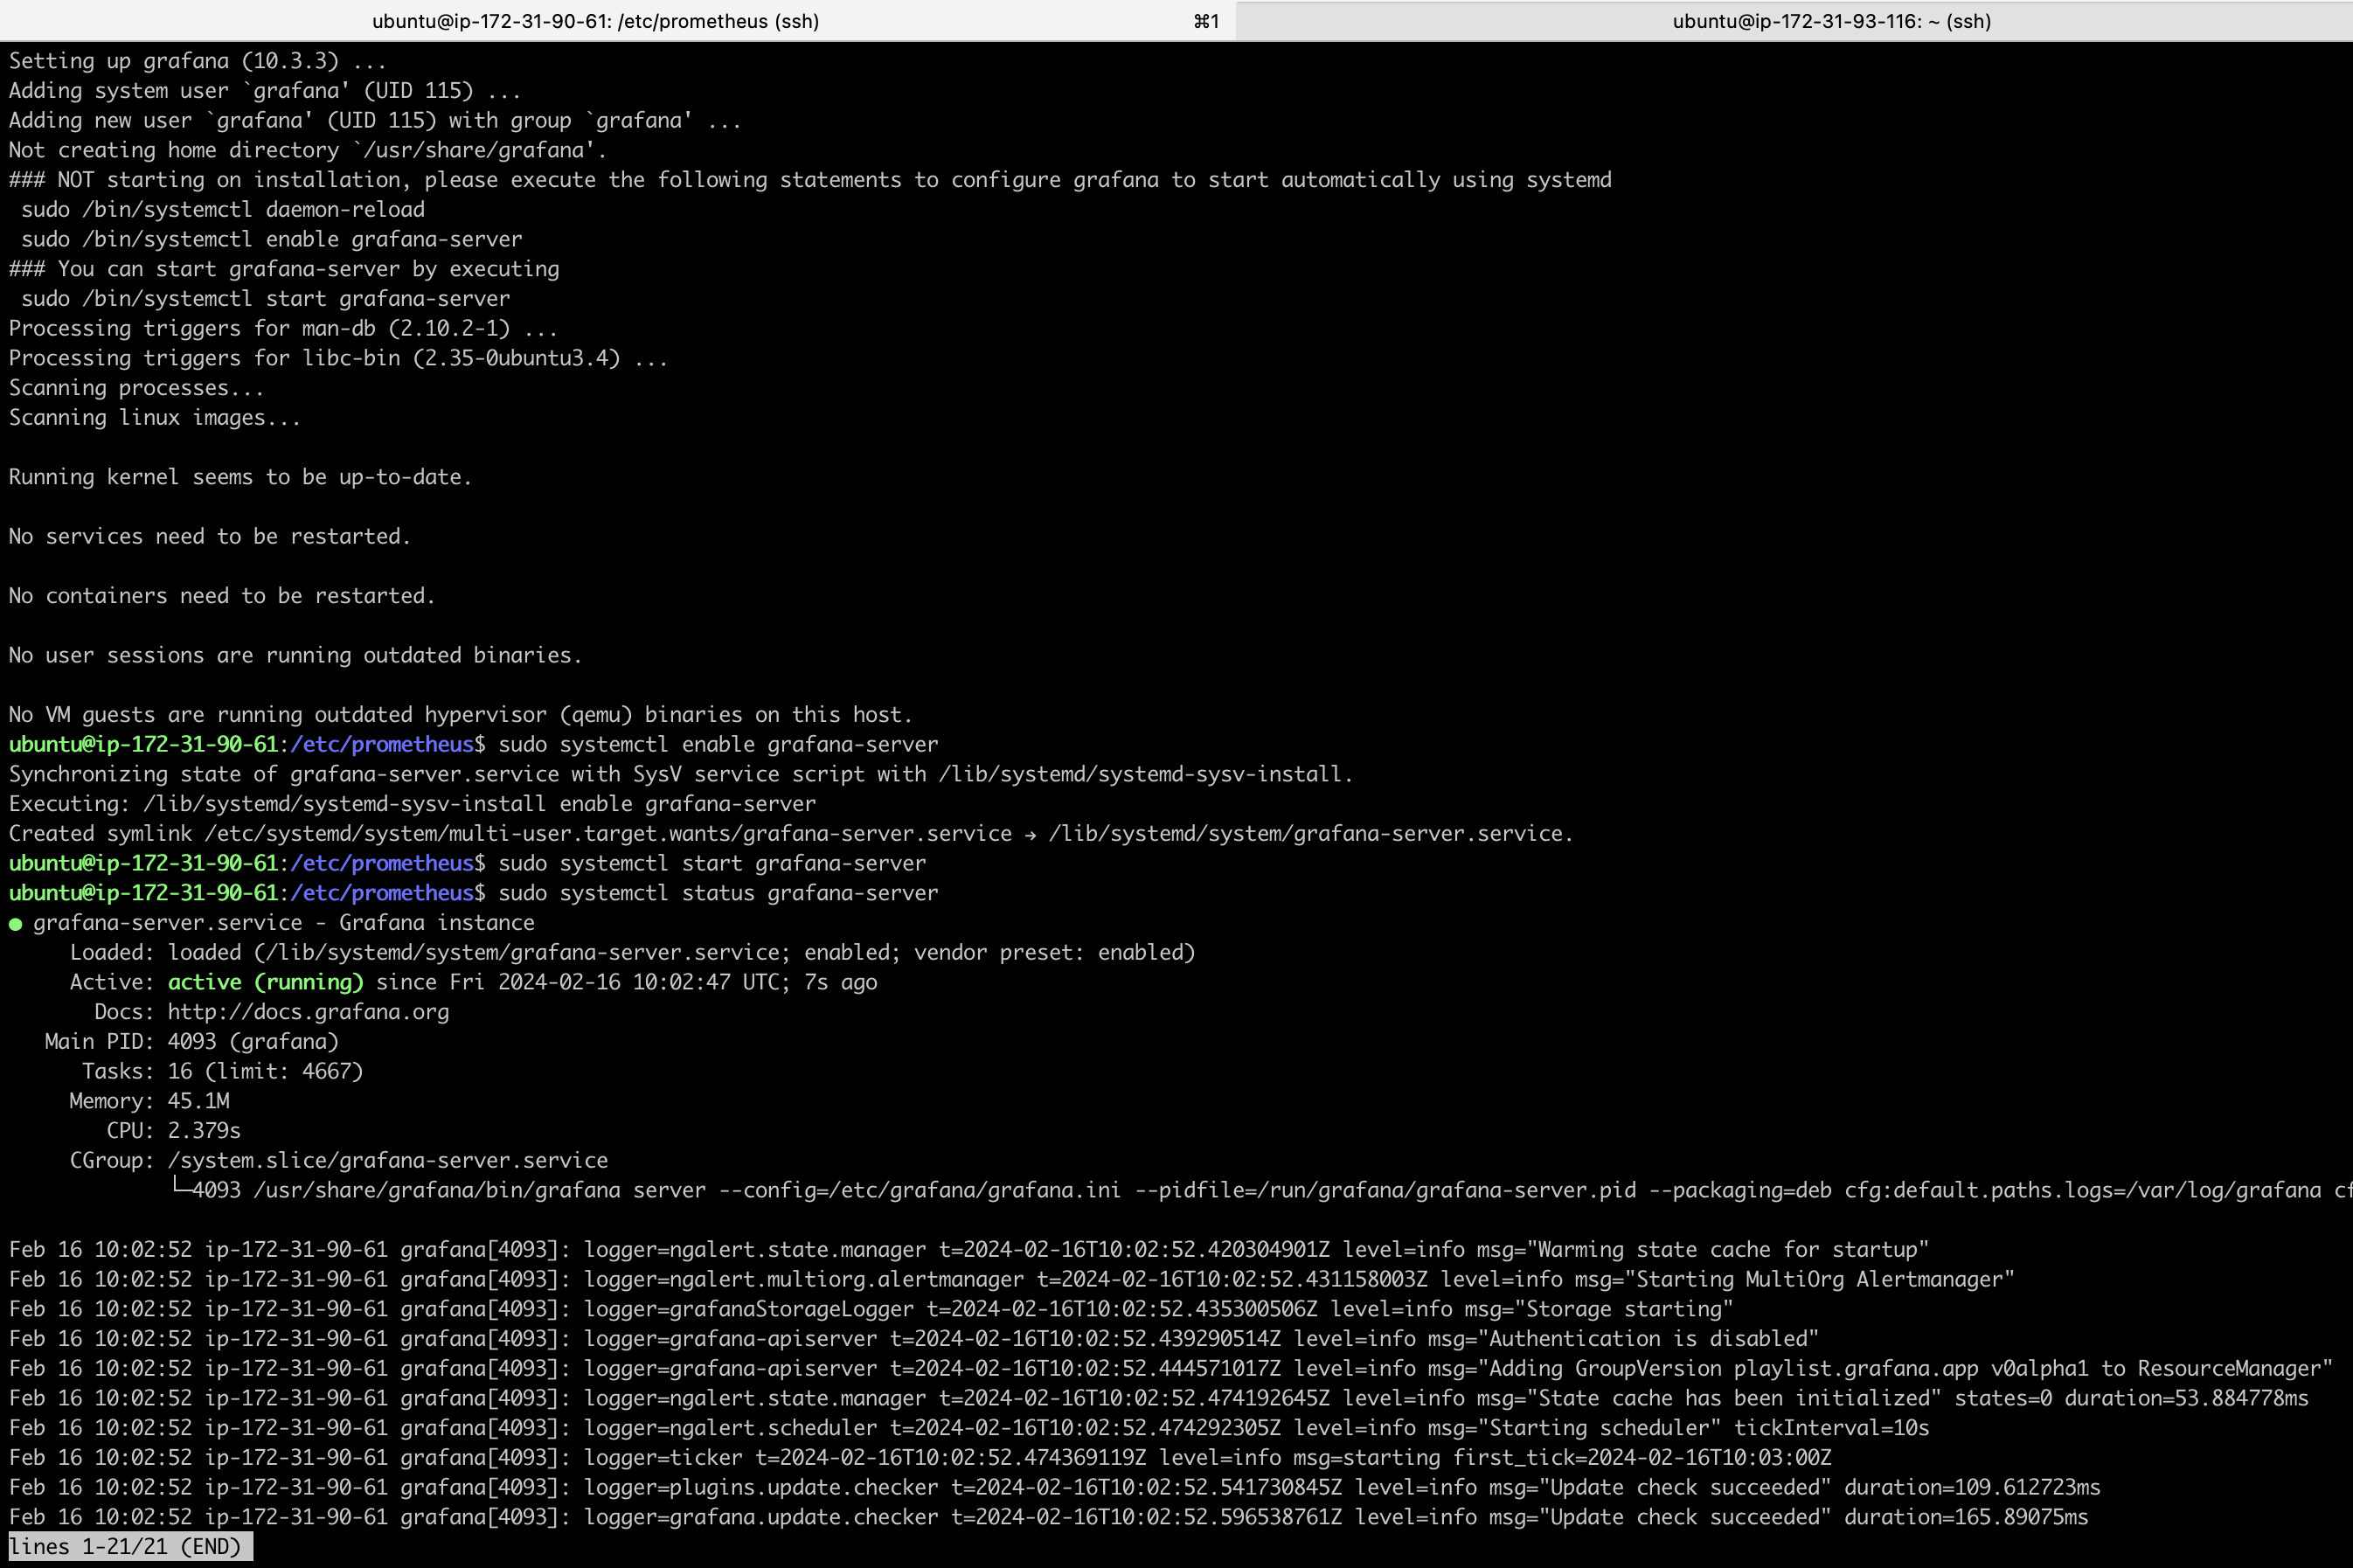 ubuntu@ip-172-31-90-61: /etc/prometheus (ssh) ⌘1 ubuntu@ip-172-31-93-116: ~ (ssh)
Setting up grafana (10.3.3) ...
Adding system user `grafana' (UID 115) ...
Adding new user `grafana' (UID 115) with group `grafana' ...
Not creating home directory `/usr/share/grafana'.
### NOT starting on installation, please execute the following statements to configure grafana to start automatically using systemd
 sudo /bin/systemctl daemon-reload
 sudo /bin/systemctl enable grafana-server
### You can start grafana-server by executing
 sudo /bin/systemctl start grafana-server
Processing triggers for man-db (2.10.2-1) ...
Processing triggers for libc-bin (2.35-0ubuntu3.4) ...
Scanning processes...
Scanning linux images...
Running kernel seems to be up-to-date.
No services need to be restarted.
No containers need to be restarted.
No user sessions are running outdated binaries.
No VM guests are running outdated hypervisor (qemu) binaries on this host.
ubuntu@ip-172-31-90-61:/etc/prometheus$ sudo systemctl enable grafana-server
Synchronizing state of grafana-server.service with SysV service script with /lib/systemd/systemd-sysv-install.
Executing: /lib/systemd/systemd-sysv-install enable grafana-server
Created symlink /etc/systemd/system/multi-user.target.wants/grafana-server.service → /lib/systemd/system/grafana-server.service.
ubuntu@ip-172-31-90-61:/etc/prometheus$ sudo systemctl start grafana-server
ubuntu@ip-172-31-90-61:/etc/prometheus$ sudo systemctl status grafana-server
● grafana-server.service - Grafana instance
     Loaded: loaded (/lib/systemd/system/grafana-server.service; enabled; vendor preset: enabled)
     Active: active (running) since Fri 2024-02-16 10:02:47 UTC; 7s ago
       Docs: http://docs.grafana.org
   Main PID: 4093 (grafana)
      Tasks: 16 (limit: 4667)
     Memory: 45.1M
        CPU: 2.379s
     CGroup: /system.slice/grafana-server.service
             └─4093 /usr/share/grafana/bin/grafana server --config=/etc/grafana/grafana.ini --pidfile=/run/grafana/grafana-server.pid --packaging=deb cfg:default.paths.logs=/var/log/grafana cf
Feb 16 10:02:52 ip-172-31-90-61 grafana[4093]: logger=ngalert.state.manager t=2024-02-16T10:02:52.420304901Z level=info msg="Warming state cache for startup"
Feb 16 10:02:52 ip-172-31-90-61 grafana[4093]: logger=ngalert.multiorg.alertmanager t=2024-02-16T10:02:52.431158003Z level=info msg="Starting MultiOrg Alertmanager"
Feb 16 10:02:52 ip-172-31-90-61 grafana[4093]: logger=grafanaStorageLogger t=2024-02-16T10:02:52.435300506Z level=info msg="Storage starting"
Feb 16 10:02:52 ip-172-31-90-61 grafana[4093]: logger=grafana-apiserver t=2024-02-16T10:02:52.439290514Z level=info msg="Authentication is disabled"
Feb 16 10:02:52 ip-172-31-90-61 grafana[4093]: logger=grafana-apiserver t=2024-02-16T10:02:52.444571017Z level=info msg="Adding GroupVersion playlist.grafana.app v0alpha1 to ResourceManager"
Feb 16 10:02:52 ip-172-31-90-61 grafana[4093]: logger=ngalert.state.manager t=2024-02-16T10:02:52.474192645Z level=info msg="State cache has been initialized" states=0 duration=53.884778ms
Feb 16 10:02:52 ip-172-31-90-61 grafana[4093]: logger=ngalert.scheduler t=2024-02-16T10:02:52.474292305Z level=info msg="Starting scheduler" tickInterval=10s
Feb 16 10:02:52 ip-172-31-90-61 grafana[4093]: logger=ticker t=2024-02-16T10:02:52.474369119Z level=info msg=starting first_tick=2024-02-16T10:03:00Z
Feb 16 10:02:52 ip-172-31-90-61 grafana[4093]: logger=plugins.update.checker t=2024-02-16T10:02:52.541730845Z level=info msg="Update check succeeded" duration=109.612723ms
Feb 16 10:02:52 ip-172-31-90-61 grafana[4093]: logger=grafana.update.checker t=2024-02-16T10:02:52.596538761Z level=info msg="Update check succeeded" duration=165.89075ms
lines 1-21/21 (END)